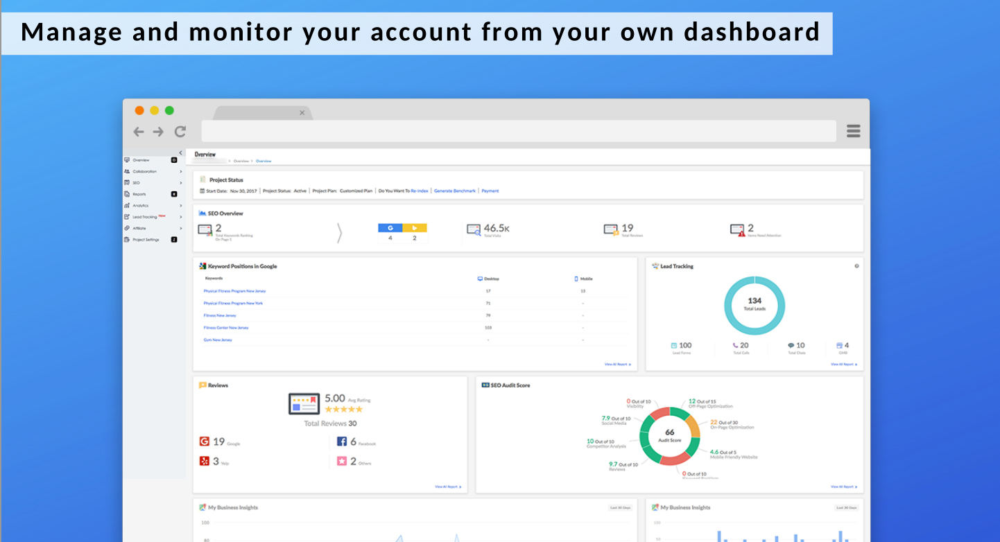 Manage and monitor your account from your own dashboard
Overview
> Overview > Overview
Overview
Collaboration
SEO
Reports
Analytics
Lead Tracking New
Affiliate
Project Settings 2
Project Status
Start Date: Nov 30, 2017 | Project Status: Active | Project Plan: Customized Plan | Do You Want To Re-Index | Generate Benchmark | Payment
SEO Overview
2
Total Keywords Ranking
On Page 1
G
4 2
46.5K
Total Visits
19
Total Reviews
2
Items Need Attention
Keyword Positions in Google
Keywords Desktop Mobile
Physical Fitness Program New Jersey 17 13
Physical Fitness Program New York 71 -
Fitness New Jersey 79 -
Fitness Center New Jersey 103 -
Gym New Jersey - -
View All Report »
Lead Tracking
134
Total Leads
100 20 10 4
Lead Forms Total Calls Total Chats GMB
View All Report »
Reviews
5.00 Avg Rating
Total Reviews 30
G 19 Google
6 Facebook
3 Yelp
2 Others
View All Report »
SEO Audit Score
0 Out of 10
Visibility
12 Out of 15
Off-Page Optimization
7.9 Out of 10
Social Media
22 Out of 30
On-Page Optimization
66
Audit Score
10 Out of 10
Competitor Analysis
4.6 Out of 5
Mobile Friendly Website
9.7 Out of 10
Reviews
0 Out of 10
View All Report »
My Business Insights Last 30 Days
100
80
My Business Insights Last 30 Days
100
50